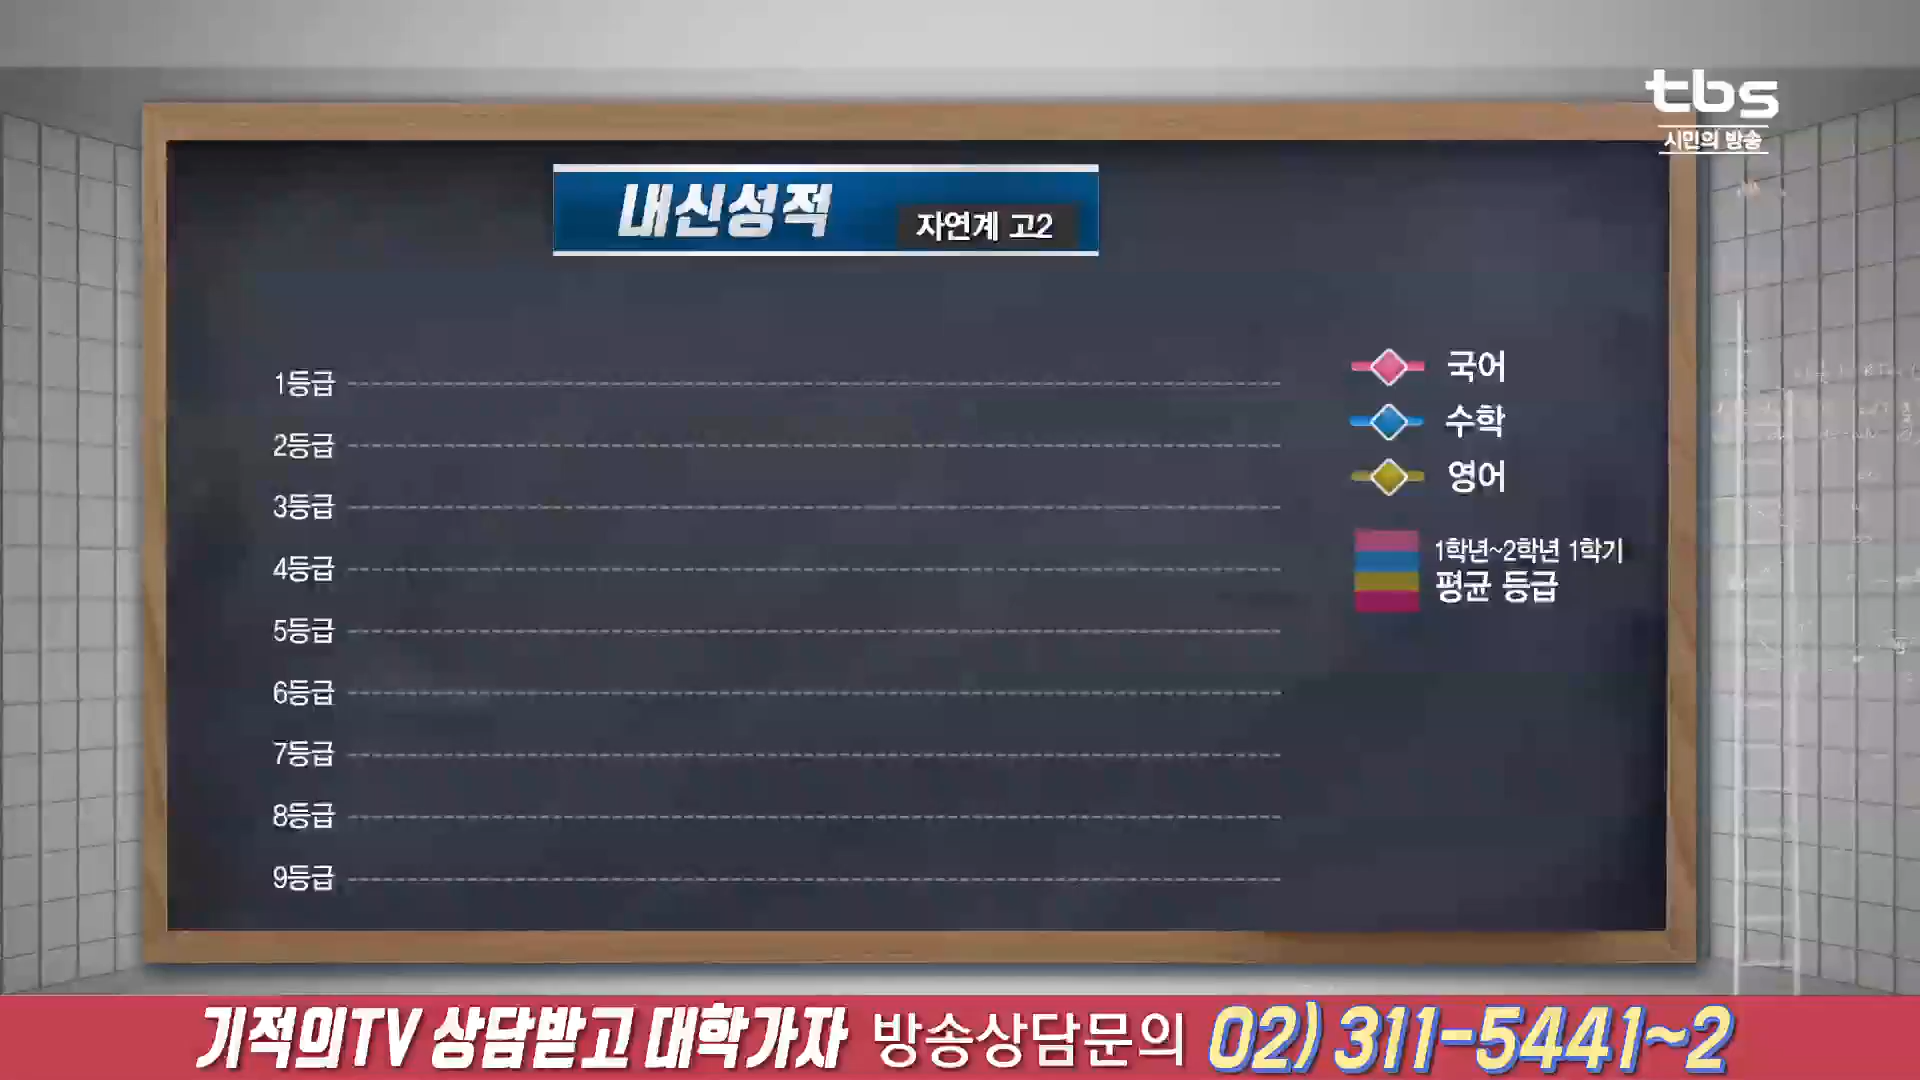 tbs
시민의 방송
내신성적 자연계 고2
1등급
2등급
3등급
4등급
5등급
6등급
7등급
8등급
9등급
국어
수학
영어
1학년~2학년 1학기
평균 등급
기적의TV 상담받고 대학가자 방송상담문의 02) 311-5441~2